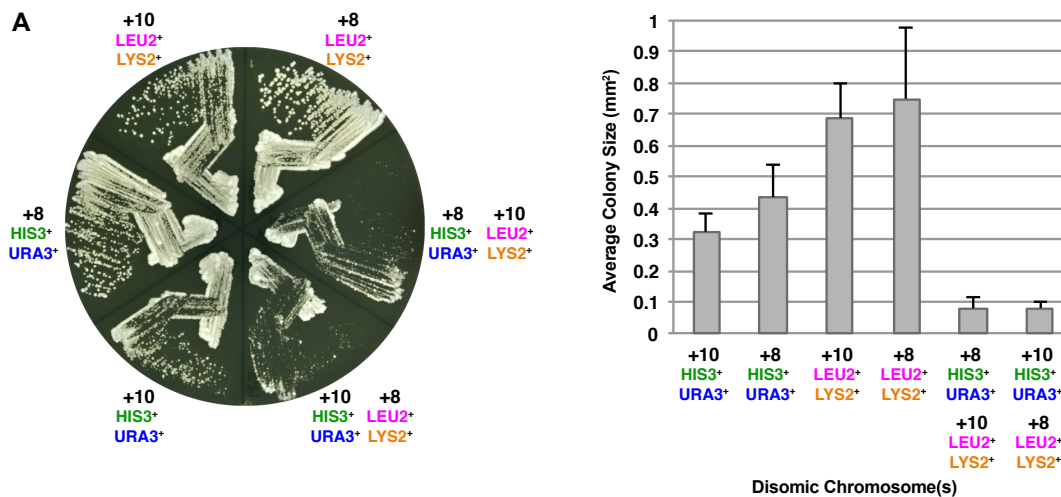 A
+10
LEU2+
LYS2+
+8
LEU2+
LYS2+
+8
HIS3+
URA3+
+8 +10
HIS3+ LEU2+
URA3+ LYS2+
+10
HIS3+
URA3+
+10 +8
HIS3+ LEU2+
URA3+ LYS2+
Average Colony Size (mm²)
1
0.9
0.8
0.7
0.6
0.5
0.4
0.3
0.2
0.1
0
+10 +8 +10 +8 +8 +10
HIS3+ HIS3+ LEU2+ LEU2+ HIS3+ HIS3+
URA3+ URA3+ LYS2+ LYS2+ URA3+ URA3+
+10 +8
LEU2+ LEU2+
LYS2+ LYS2+
Disomic Chromosome(s)